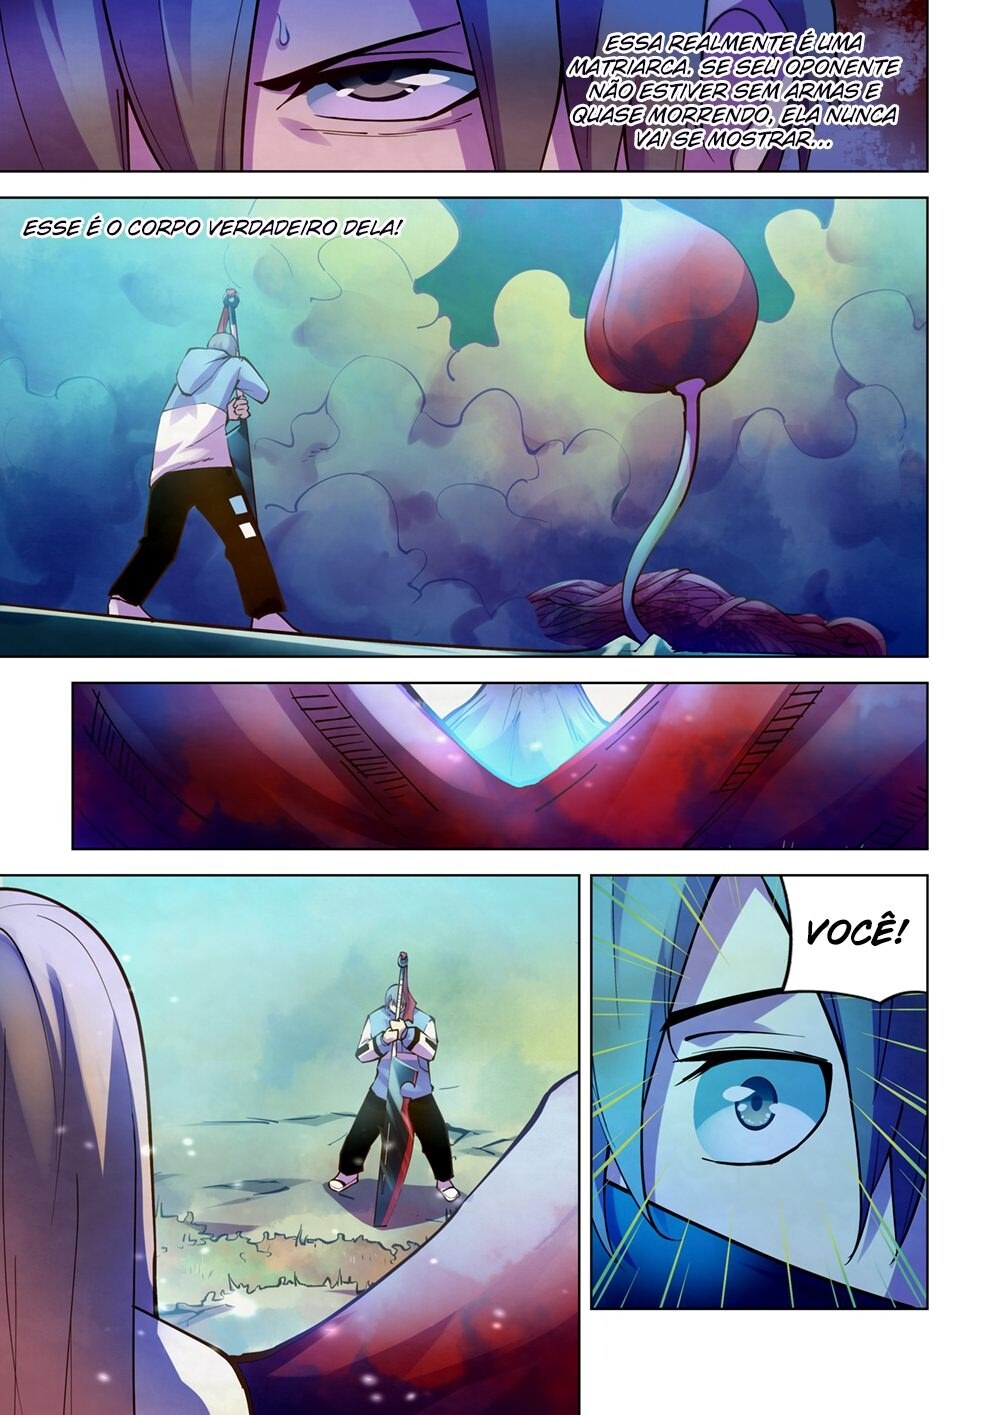 ESSA REALMENTE É UMA
MATRIARCA. SE SEU OPONENTE
NÃO ESTIVER SEM ARMAS E
QUASE MORRENDO, ELA NUNCA
VAI SE MOSTRAR...
ESSE É O CORPO VERDADEIRO DELA!
VOCÊ!